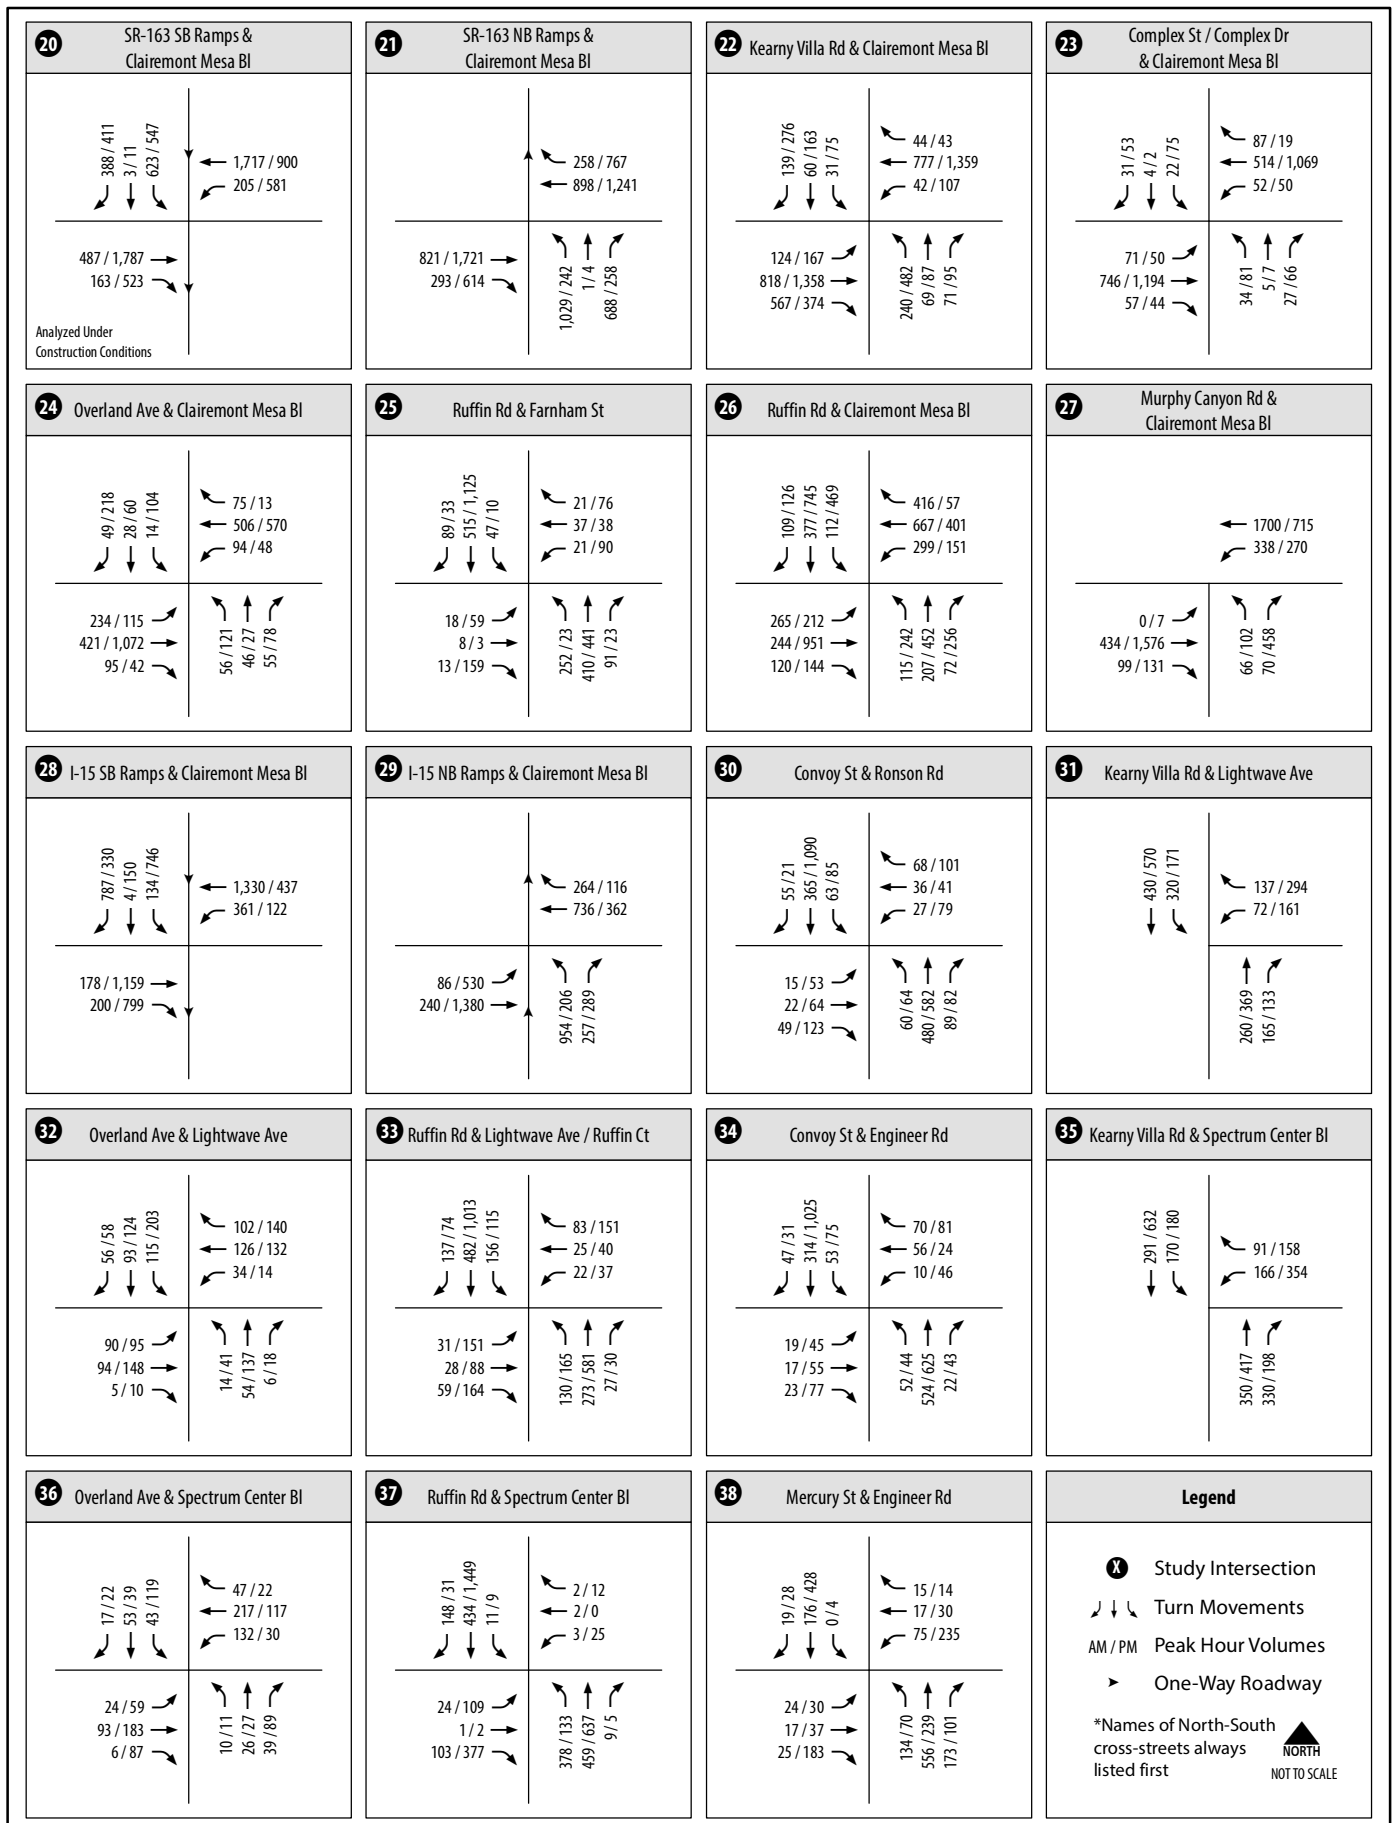 20 SR-163 SB Ramps &
Clairemont Mesa Bl
388 / 411
3 / 11
623 / 547
1,717 / 900
205 / 581
487 / 1,787
163 / 523
Analyzed Under
Construction Conditions
21 SR-163 NB Ramps &
Clairemont Mesa Bl
258 / 767
898 / 1,241
821 / 1,721
293 / 614
1,029 / 242
1 / 4
688 / 258
22 Kearny Villa Rd & Clairemont Mesa Bl
139 / 276
60 / 163
31 / 75
44 / 43
777 / 1,359
42 / 107
124 / 167
818 / 1,358
567 / 374
240 / 482
69 / 87
71 / 95
23 Complex St / Complex Dr
& Clairemont Mesa Bl
31 / 53
4 / 2
22 / 75
87 / 19
514 / 1,069
52 / 50
71 / 50
746 / 1,194
57 / 44
34 / 81
5 / 7
27 / 66
24 Overland Ave & Clairemont Mesa Bl
49 / 218
28 / 60
14 / 104
75 / 13
506 / 570
94 / 48
234 / 115
421 / 1,072
95 / 42
56 / 121
46 / 27
55 / 78
25 Ruffin Rd & Farnham St
89 / 33
515 / 1,125
47 / 10
21 / 76
37 / 38
21 / 90
18 / 59
8 / 3
13 / 159
252 / 23
410 / 441
91 / 23
26 Ruffin Rd & Clairemont Mesa Bl
109 / 126
377 / 745
112 / 469
416 / 57
667 / 401
299 / 151
265 / 212
244 / 951
120 / 144
115 / 242
207 / 452
72 / 256
27 Murphy Canyon Rd &
Clairemont Mesa Bl
1700 / 715
338 / 270
0 / 7
434 / 1,576
99 / 131
66 / 102
70 / 458
28 I-15 SB Ramps & Clairemont Mesa Bl
787 / 330
4 / 150
134 / 746
1,330 / 437
361 / 122
178 / 1,159
200 / 799
29 I-15 NB Ramps & Clairemont Mesa Bl
264 / 116
736 / 362
86 / 530
240 / 1,380
954 / 206
257 / 289
30 Convoy St & Ronson Rd
55 / 21
365 / 1,090
63 / 85
68 / 101
36 / 41
27 / 79
15 / 53
22 / 64
49 / 123
60 / 64
480 / 582
89 / 82
31 Kearny Villa Rd & Lightwave Ave
430 / 570
320 / 171
137 / 294
72 / 161
260 / 369
165 / 133
32 Overland Ave & Lightwave Ave
56 / 58
93 / 124
115 / 203
102 / 140
126 / 132
34 / 14
90 / 95
94 / 148
5 / 10
14 / 41
54 / 137
6 / 18
33 Ruffin Rd & Lightwave Ave / Ruffin Ct
137 / 74
482 / 1,013
156 / 115
83 / 151
25 / 40
22 / 37
31 / 151
28 / 88
59 / 164
130 / 165
273 / 581
27 / 30
34 Convoy St & Engineer Rd
47 / 31
314 / 1,025
53 / 75
70 / 81
56 / 24
10 / 46
19 / 45
17 / 55
23 / 77
52 / 44
524 / 625
22 / 43
35 Kearny Villa Rd & Spectrum Center Bl
291 / 632
170 / 180
91 / 158
166 / 354
350 / 417
330 / 198
36 Overland Ave & Spectrum Center Bl
17 / 22
53 / 39
43 / 119
47 / 22
217 / 117
132 / 30
24 / 59
93 / 183
6 / 87
10 / 11
26 / 27
39 / 89
37 Ruffin Rd & Spectrum Center Bl
148 / 31
434 / 1,449
11 / 9
2 / 12
2 / 0
3 / 25
24 / 109
1 / 2
103 / 377
378 / 133
459 / 637
9 / 5
38 Mercury St & Engineer Rd
19 / 28
176 / 428
0 / 4
15 / 14
17 / 30
75 / 235
24 / 30
17 / 37
25 / 183
134 / 70
556 / 239
173 / 101
Legend
X Study Intersection
Turn Movements
AM / PM Peak Hour Volumes
One-Way Roadway
*Names of North-South
cross-streets always
listed first
NORTH
NOT TO SCALE